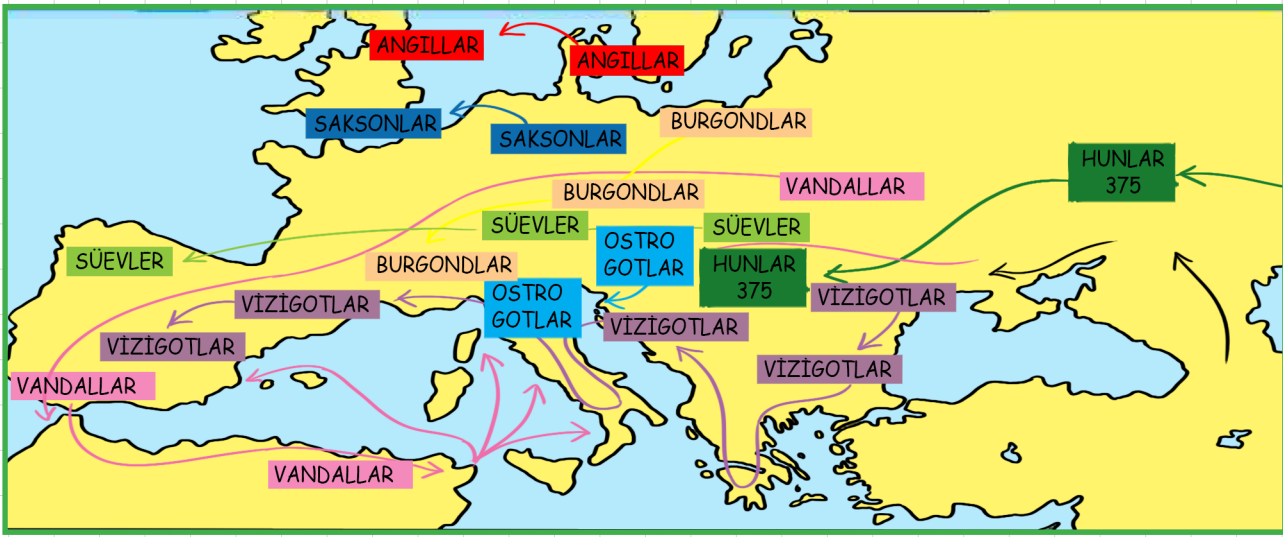 ANGILLAR
ANGILLAR
SAKSONLAR
SAKSONLAR
BURGONDLAR
HUNLAR
375
VANDALLAR
BURGONDLAR
SÜEVLER
SÜEVLER
SÜEVLER
OSTRO
GOTLAR
HUNLAR
375
BURGONDLAR
OSTRO
GOTLAR
VİZİGOTLAR
VİZİGOTLAR
VİZİGOTLAR
VİZİGOTLAR
VİZİGOTLAR
VANDALLAR
VANDALLAR